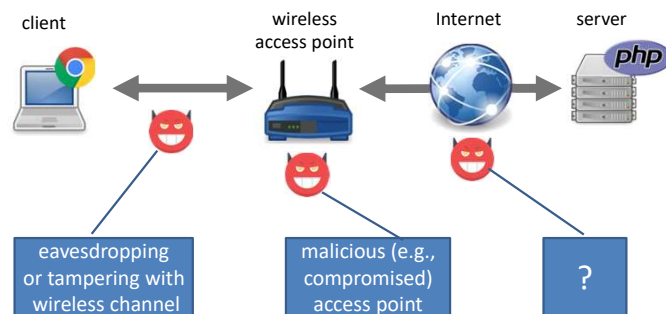 client
wireless
access point
Internet
server
php
eavesdropping
or tampering with
wireless channel
malicious (e.g.,
compromised)
access point
?